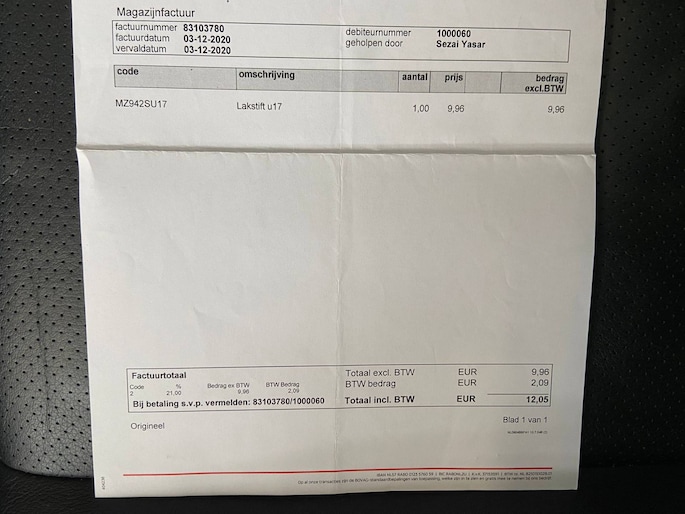 Magazijnfactuur
factuurnummer 83103780 debiteurnummer 1000060
factuurdatum 03-12-2020 geholpen door Sezai Yasar
vervaldatum 03-12-2020
code omschrijving aantal prijs bedrag
excl.BTW
MZ942SU17 Lakstift u17 1,00 9,96 9,96
Factuurtotaal Totaal excl. BTW EUR 9,96
Code % Bedrag ex BTW BTW Bedrag BTW bedrag EUR 2,09
2 21,00 9,96 2,09
Bij betaling s.v.p. vermelden: 83103780/1000060 Totaal incl. BTW EUR 12,05
Origineel Blad 1 van 1